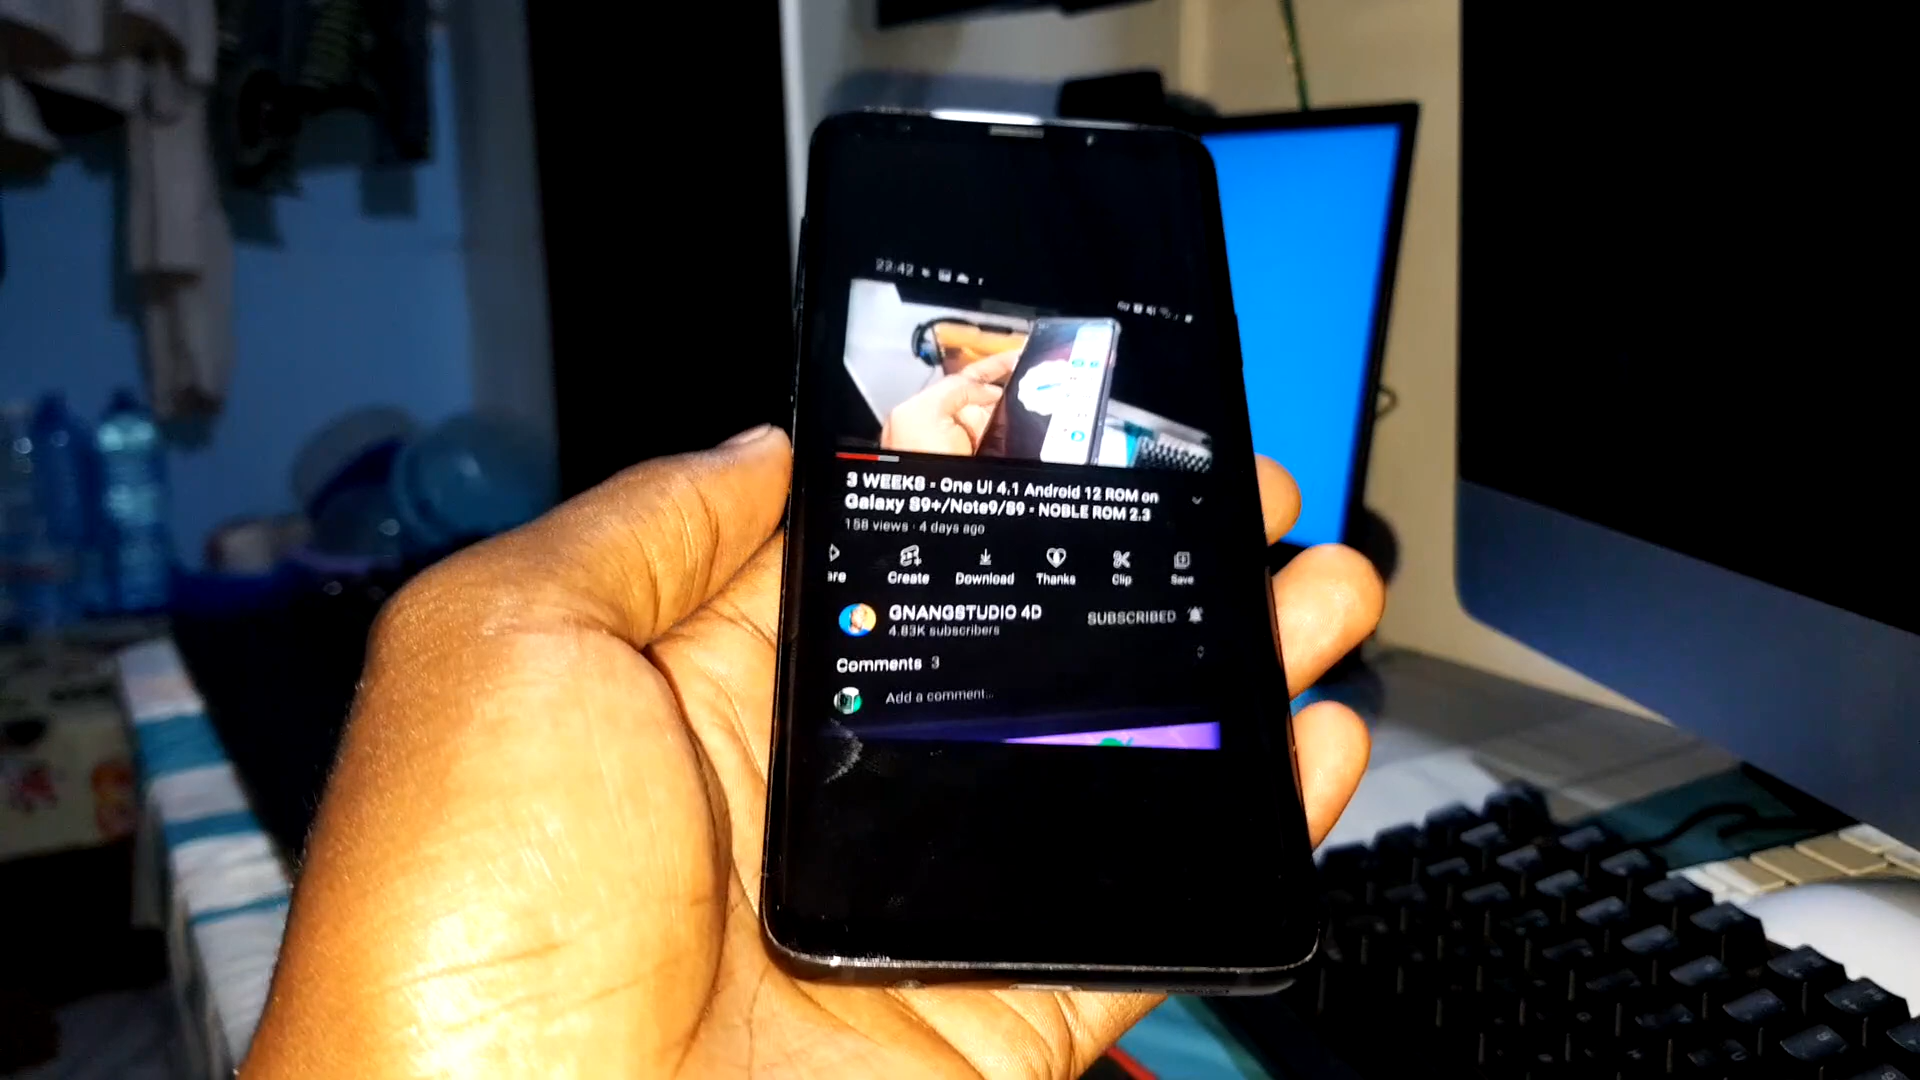 22:42
3 WEEKS - One UI 4.1 Android 12 ROM on
Galaxy S9+/Note9/S9 - NOBLE ROM 2.3
158 views · 4 days ago
are Create Download Thanks Clip Save
GNANGSTUDIO 4D
4.83K subscribers
SUBSCRIBED
Comments 3
Add a comment...